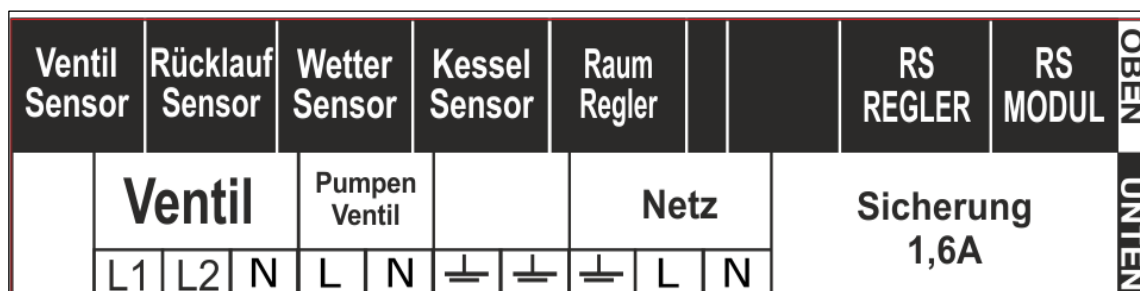 Ventil Sensor
Rücklauf Sensor
Wetter Sensor
Kessel Sensor
Raum Regler
RS REGLER
RS MODUL
OBEN
Ventil
Pumpen Ventil
Netz
Sicherung 1,6A
UNTEN
L1 L2 N L N ⏚ ⏚ ⏚ L N